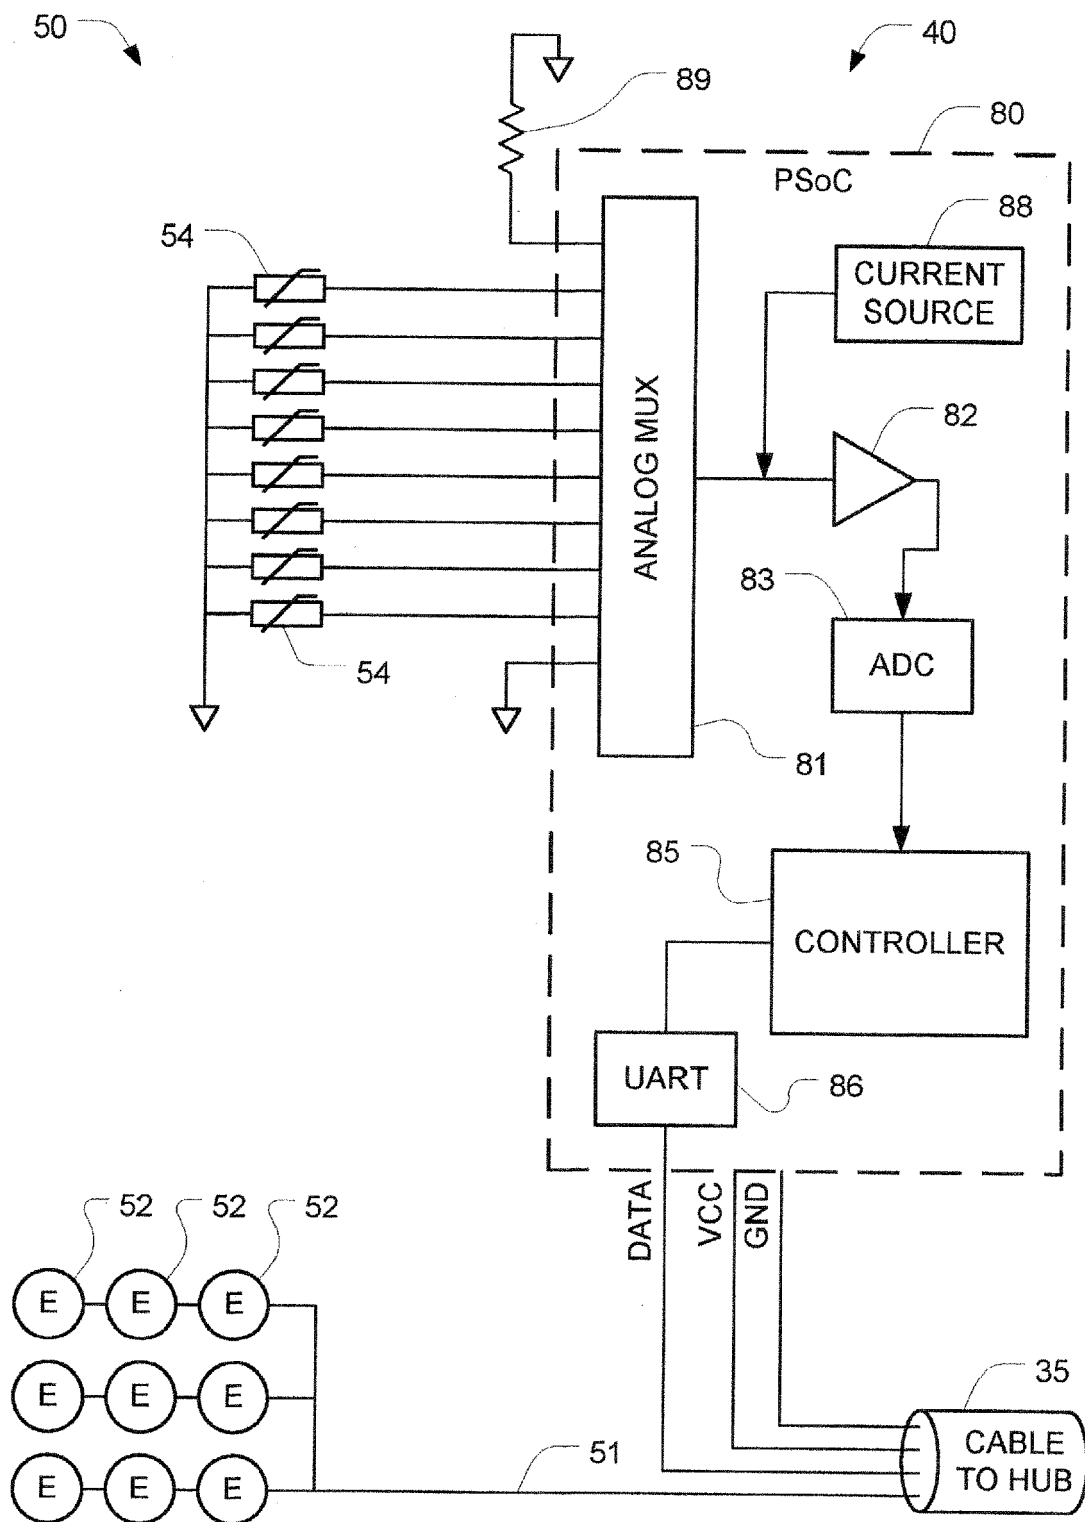 50
40
89
80
PSoC
88
54
CURRENT
SOURCE
82
ANALOG MUX
83
ADC
54
81
85
CONTROLLER
UART
86
DATA
VCC
GND
52
52
52
E
E
E
35
E
E
E
51
CABLE
TO HUB
E
E
E